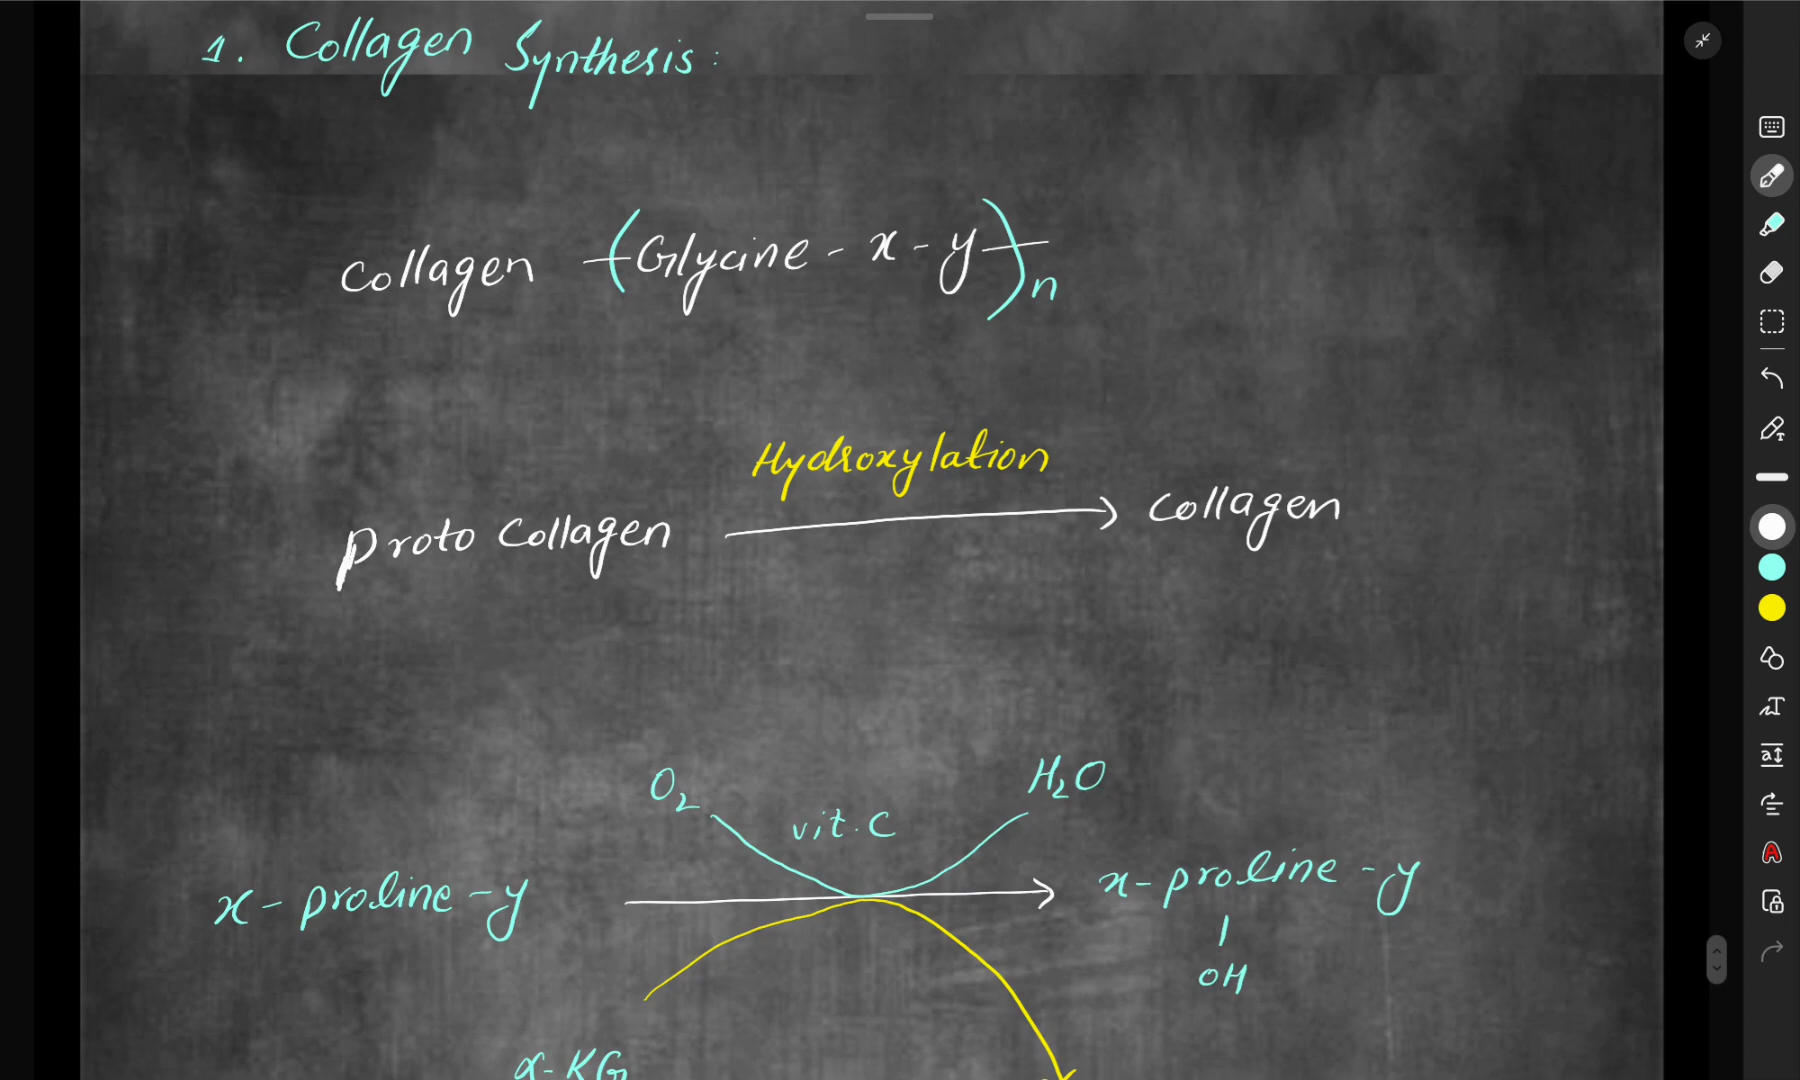 1. Collagen Synthesis:
Collagen (Glycine - x - y)n
Hydroxylation
proto collagen → collagen
O2 vit. C H2O
x - proline - y → x - proline - y
OH
α-KG